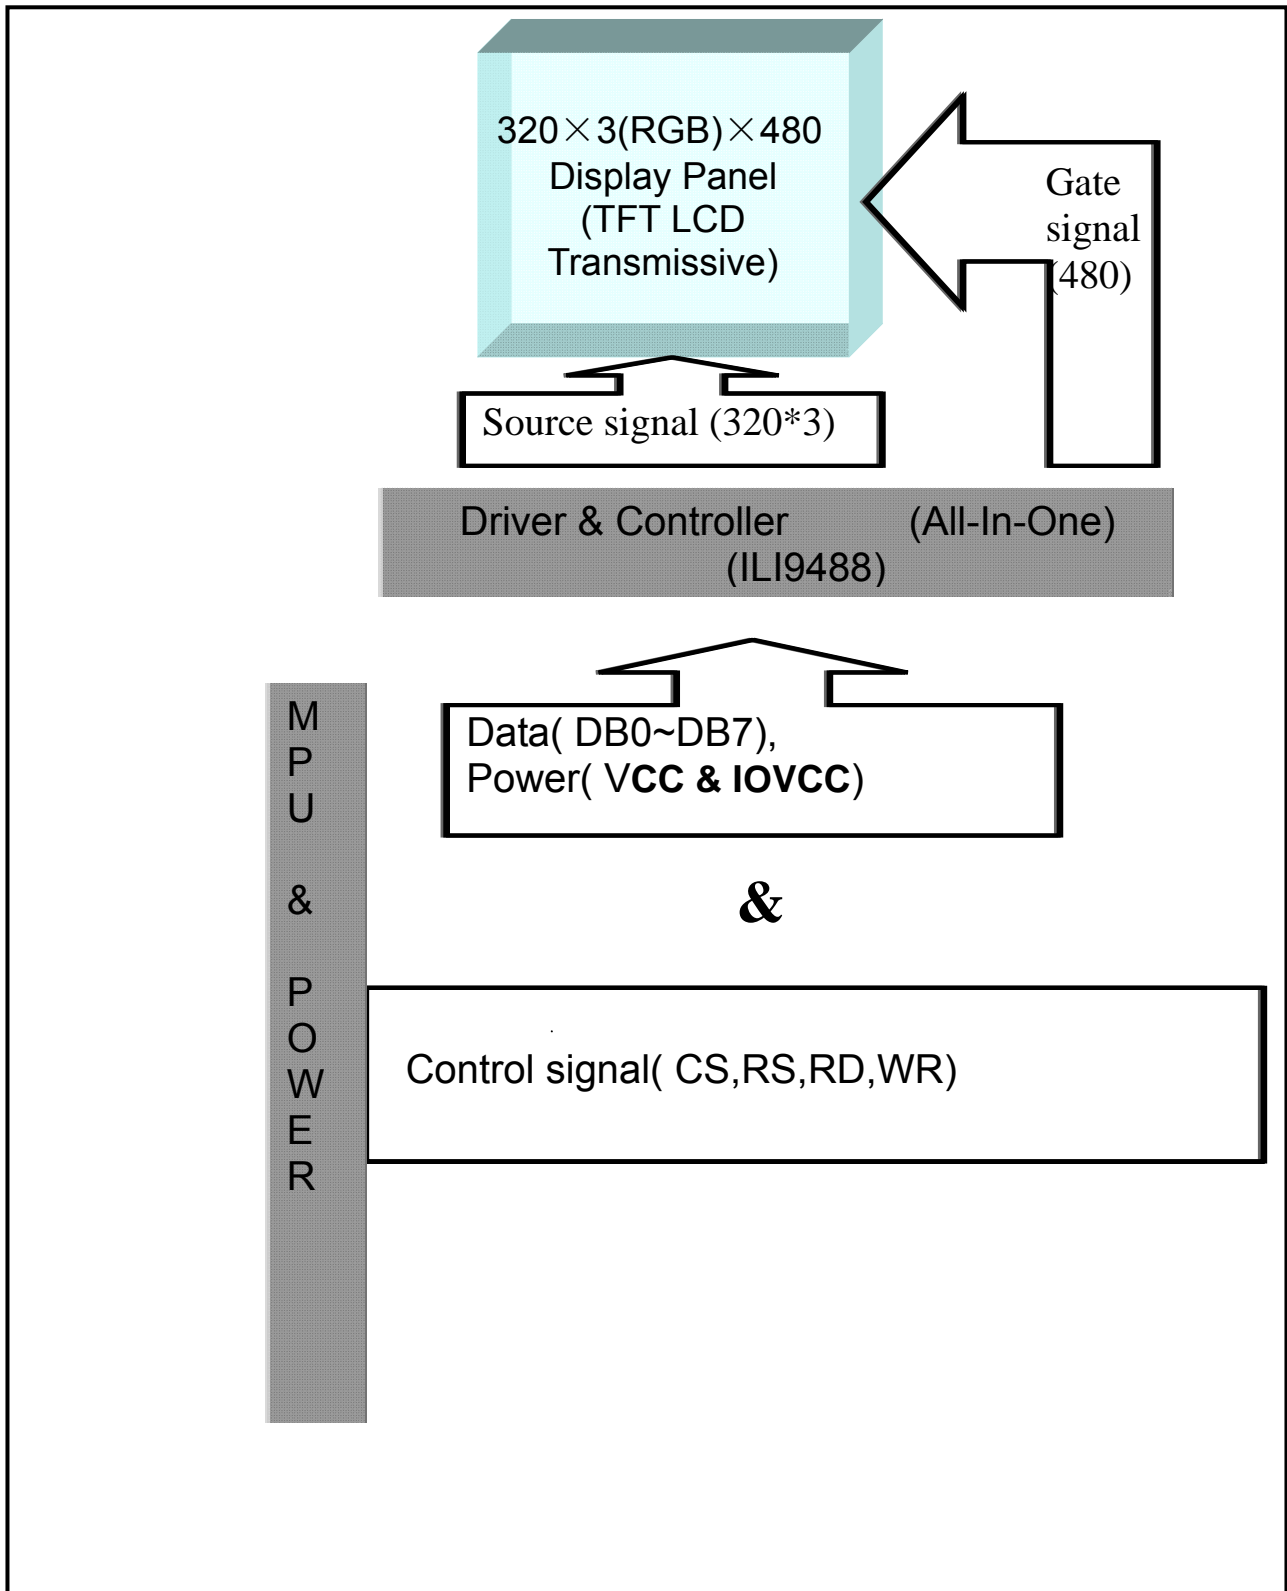 320×3(RGB)×480
Display Panel
(TFT LCD
Transmissive)
Gate
signal
(480)
Source signal (320*3)
Driver & Controller (All-In-One)
(ILI9488)
M
P
U
&
P
O
W
E
R
Data( DB0~DB7),
Power( VCC & IOVCC)
&
Control signal( CS,RS,RD,WR)